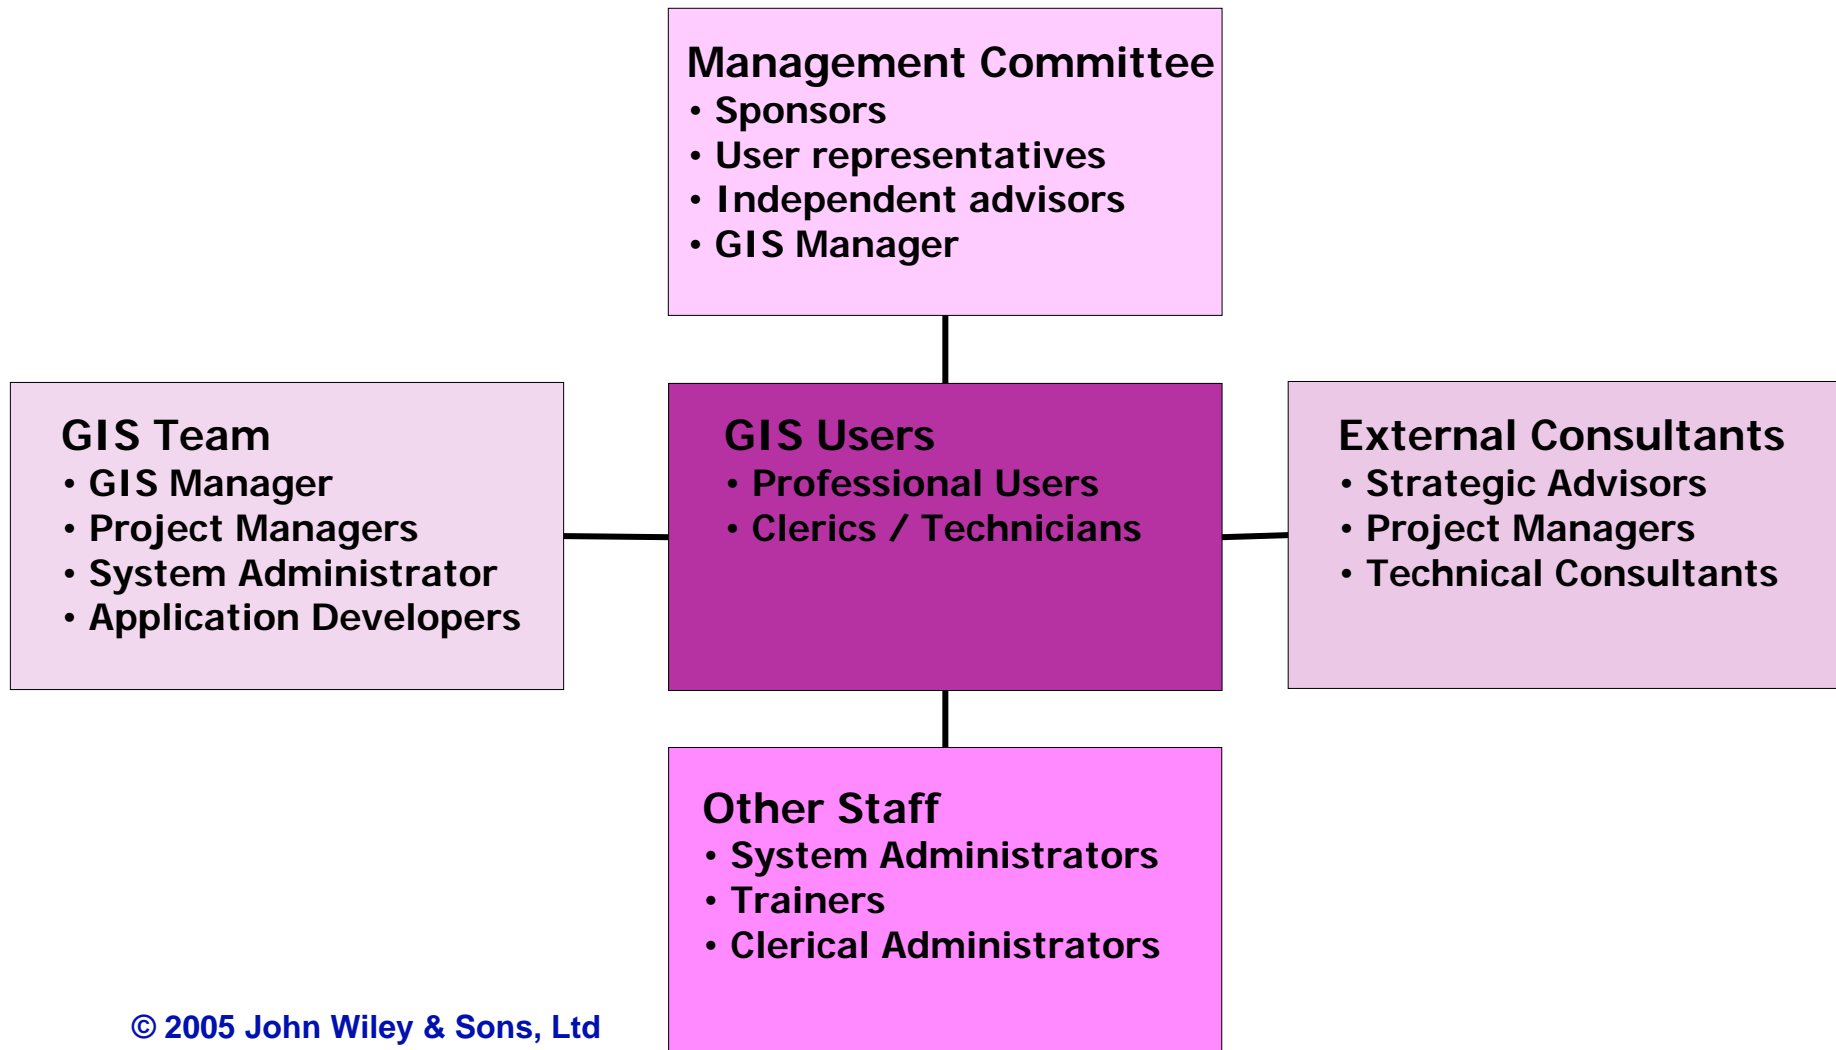 Management Committee
• Sponsors
• User representatives
• Independent advisors
• GIS Manager
GIS Team
• GIS Manager
• Project Managers
• System Administrator
• Application Developers
GIS Users
• Professional Users
• Clerics / Technicians
External Consultants
• Strategic Advisors
• Project Managers
• Technical Consultants
Other Staff
• System Administrators
• Trainers
• Clerical Administrators
© 2005 John Wiley & Sons, Ltd